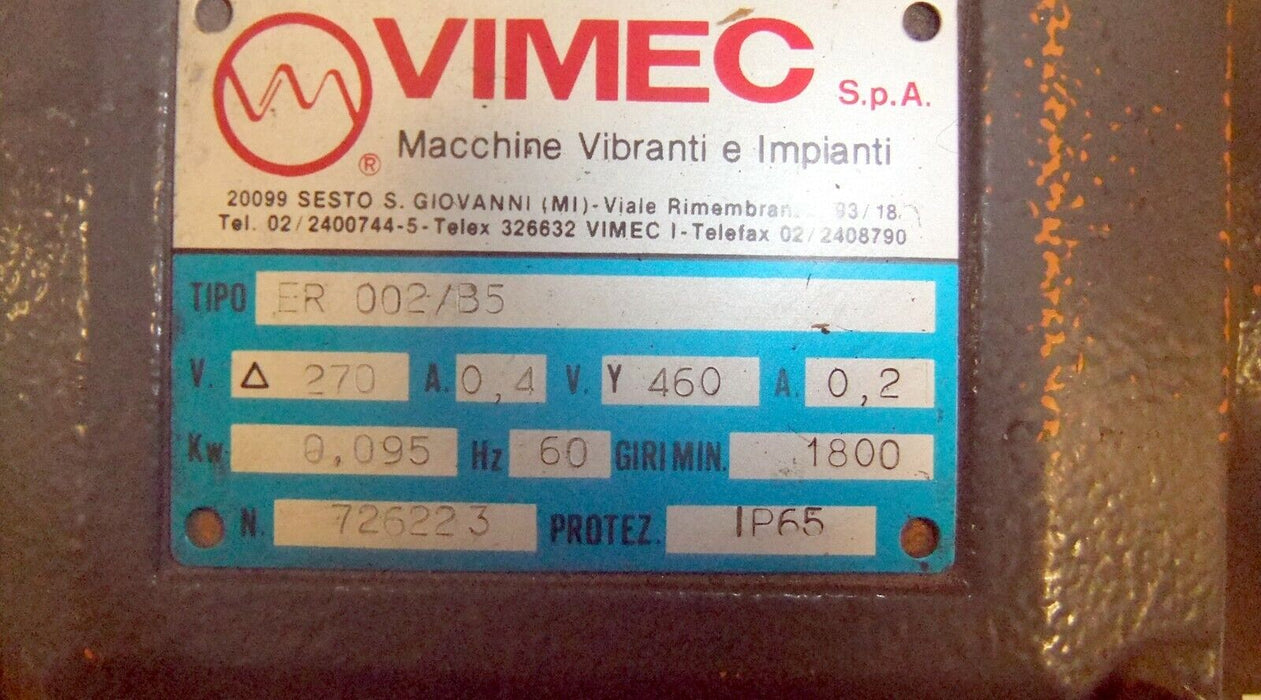 VIMEC S.p.A.
®
Macchine Vibranti e Impianti
20099 SESTO S. GIOVANNI (MI)-Viale 93/18
Tel. 02/2400744-5-Telex 326632 VIMEC I-Telefax 02/2408790
TIPO ER 002/B5
V. Δ 270 A. 0,4 V. Y 460 A. 0,2
Kw 0,095 Hz 60 GIRI MIN. 1800
N. 726223 PROTEZ. IP65